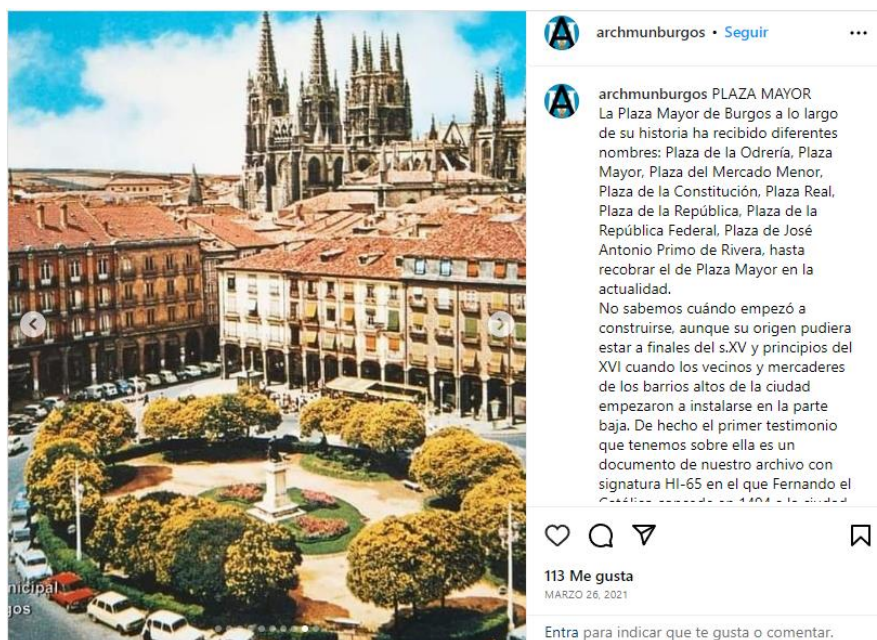 archmunburgos • Seguir
archmunburgos PLAZA MAYOR
La Plaza Mayor de Burgos a lo largo
de su historia ha recibido diferentes
nombres: Plaza de la Odrería, Plaza
Mayor, Plaza del Mercado Menor,
Plaza de la Constitución, Plaza Real,
Plaza de la República, Plaza de la
República Federal, Plaza de José
Antonio Primo de Rivera, hasta
recobrar el de Plaza Mayor en la
actualidad.
No sabemos cuándo empezó a
construirse, aunque su origen pudiera
estar a finales del s.XV y principios del
XVI cuando los vecinos y mercaderes
de los barrios altos de la ciudad
empezaron a instalarse en la parte
baja. De hecho el primer testimonio
que tenemos sobre ella es un
documento de nuestro archivo con
signatura HI-65 en el que Fernando el
Católico concede en 1494 a la ciudad
nicipal
gos
113 Me gusta
MARZO 26, 2021
Entra para indicar que te gusta o comentar.